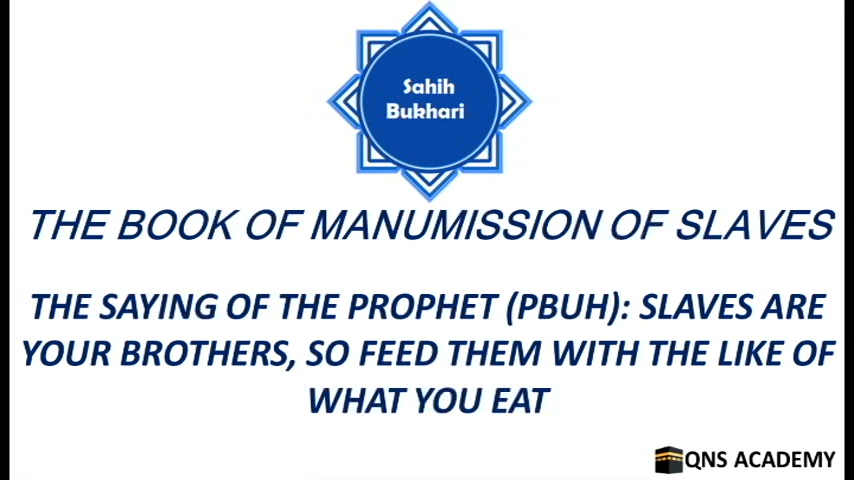 Sahih
Bukhari
THE BOOK OF MANUMISSION OF SLAVES
THE SAYING OF THE PROPHET (PBUH): SLAVES ARE
YOUR BROTHERS, SO FEED THEM WITH THE LIKE OF
WHAT YOU EAT
QNS ACADEMY